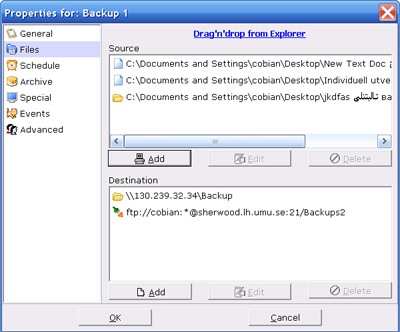 Properties for: Backup 1
General
Files
Schedule
Archive
Special
Events
Advanced
Drag'n'drop from Explorer
Source
C:\Documents and Settings\cobian\Desktop\New Text Doc
C:\Documents and Settings\cobian\Desktop\Individuell utve
C:\Documents and Settings\cobian\Desktop\jkdfas
Add
Edit
Delete
Destination
\\130.239.32.34\Backup
ftp://cobian:*@sherwood.lh.umu.se:21/Backups2
Add
Edit
Delete
OK
Cancel